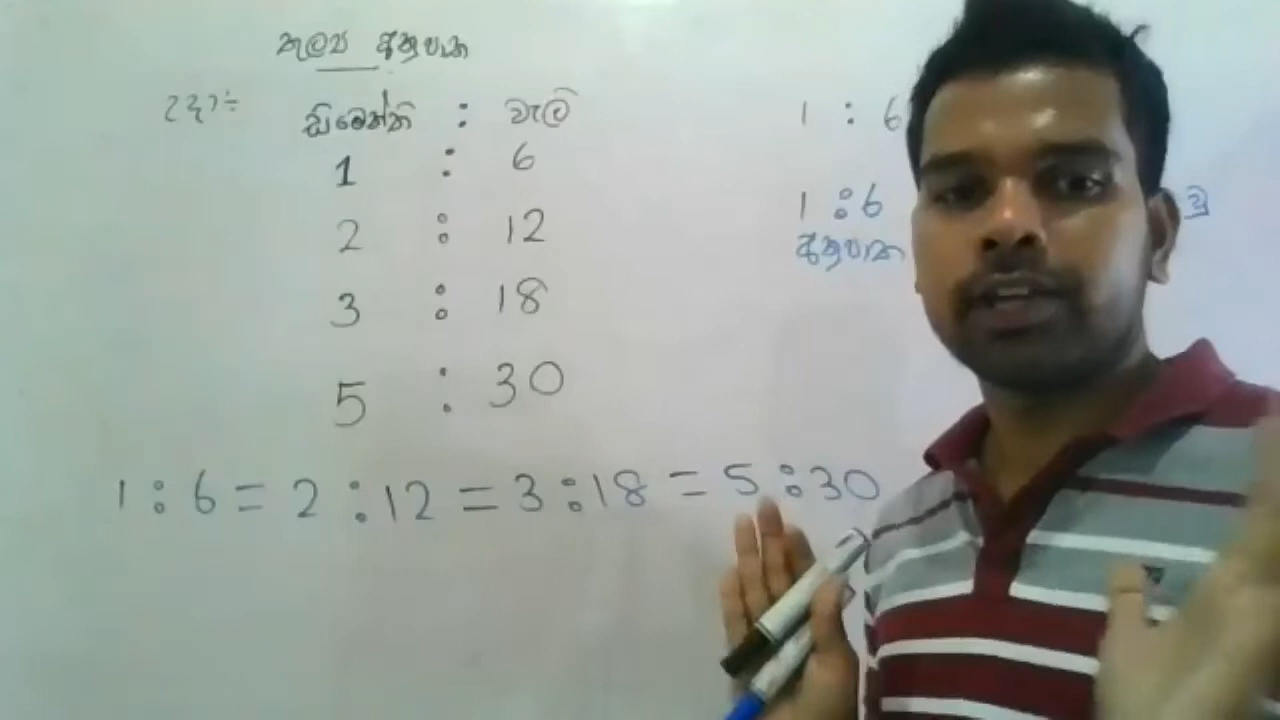 තුල්‍ය අනුපාත
උදා:-
සිමෙන්ති : වැලි
1 : 6
2 : 12
3 : 18
5 : 30
1 : 6 = 2 : 12 = 3 : 18 = 5 : 30
1 : 6
1 : 6
අනුපාත